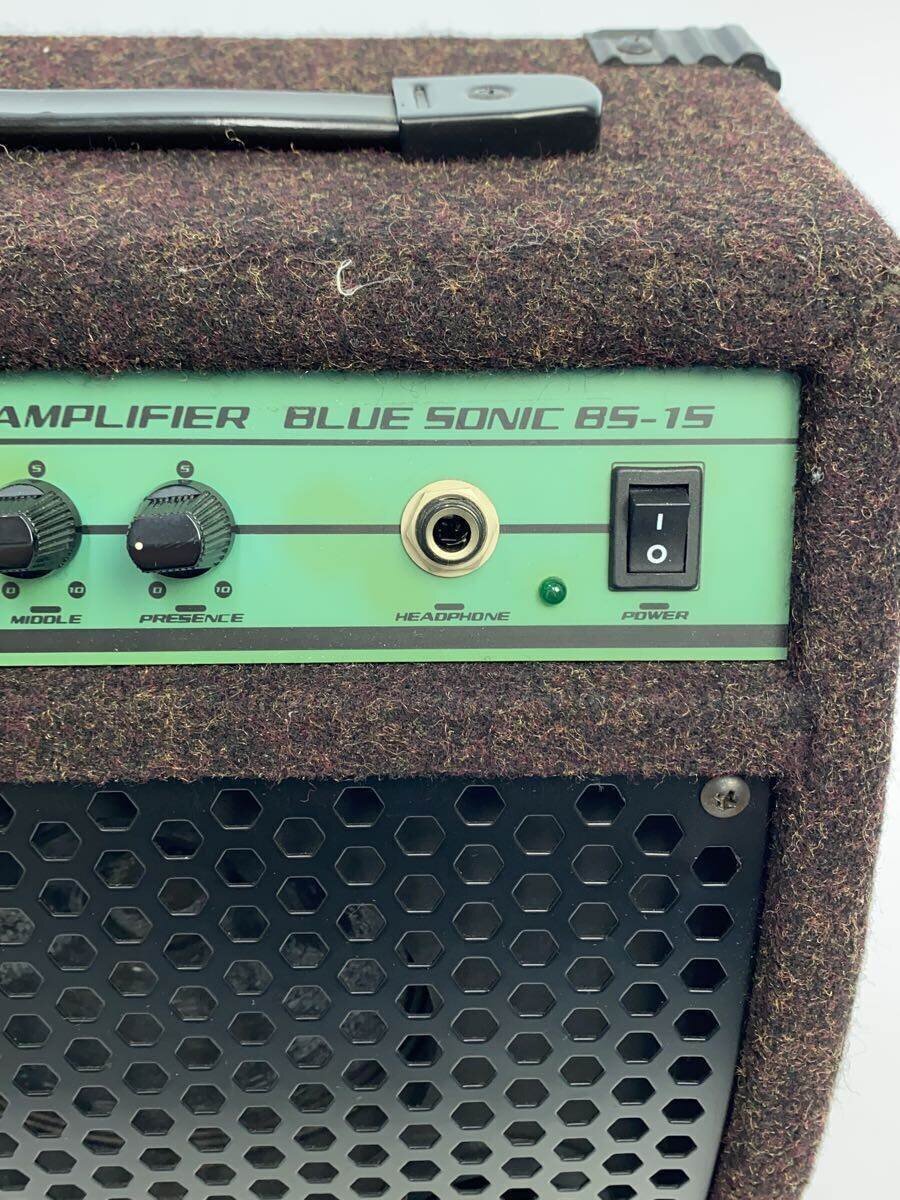 AMPLIFIER BLUE SONIC BS-15
5 5
0 10 0 10
I
O
MIDDLE PRESENCE HEADPHONE POWER